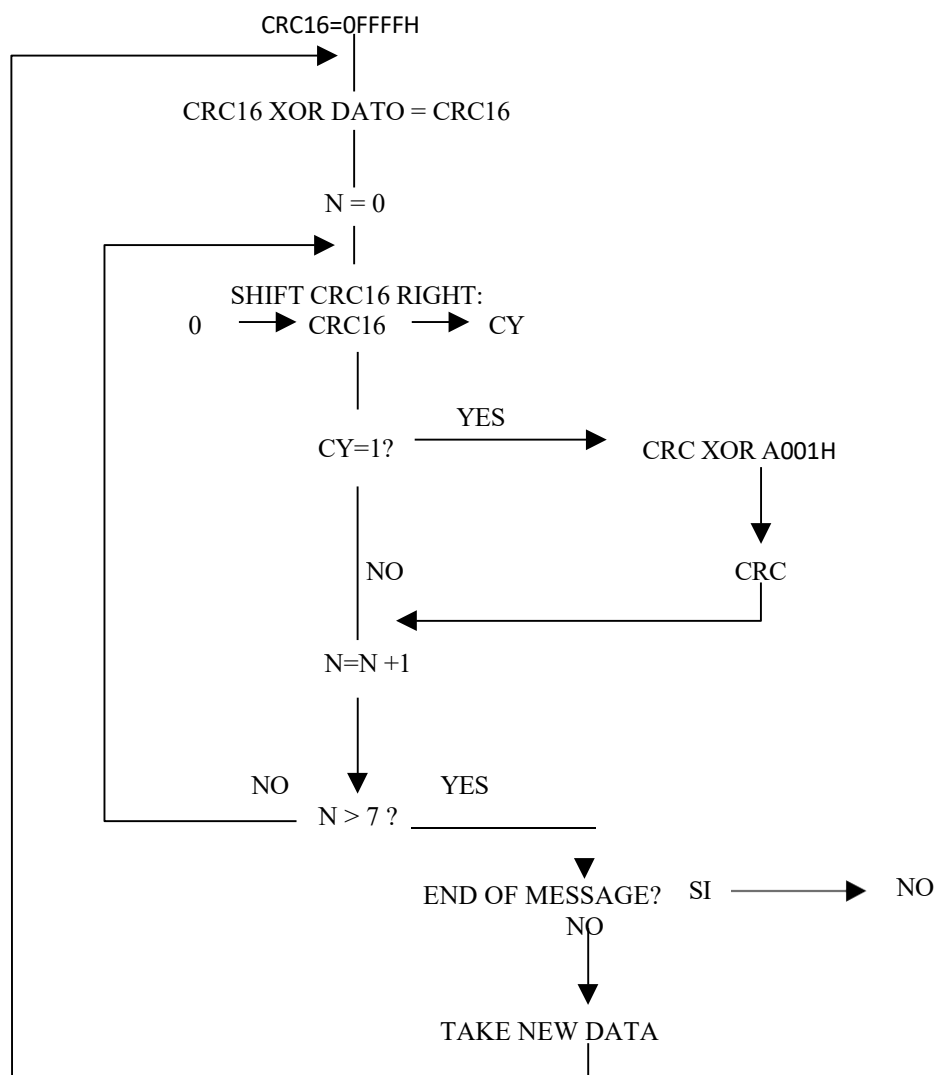 CRC16=0FFFFH
CRC16 XOR DATO = CRC16
N = 0
SHIFT CRC16 RIGHT:
0 CRC16 CY
YES
CY=1? CRC XOR A001H
NO CRC
N=N +1
NO YES
N > 7 ?
END OF MESSAGE? SI NO
NO
TAKE NEW DATA